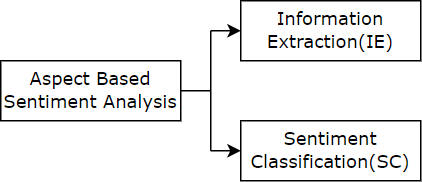 Information
Extraction(IE)
Aspect Based
Sentiment Analysis
Sentiment
Classification(SC)